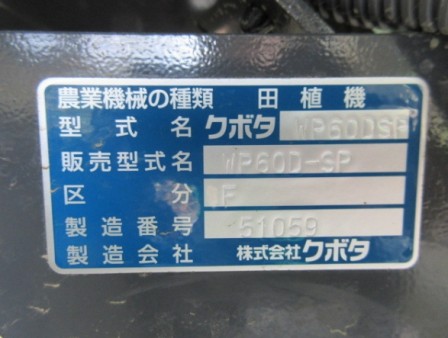 農業機械の種類 田植機
型式名 クボタ WP60DSP
販売型式名 WP60D-SP
区分 F
製造番号 51059
製造会社 株式会社クボタ